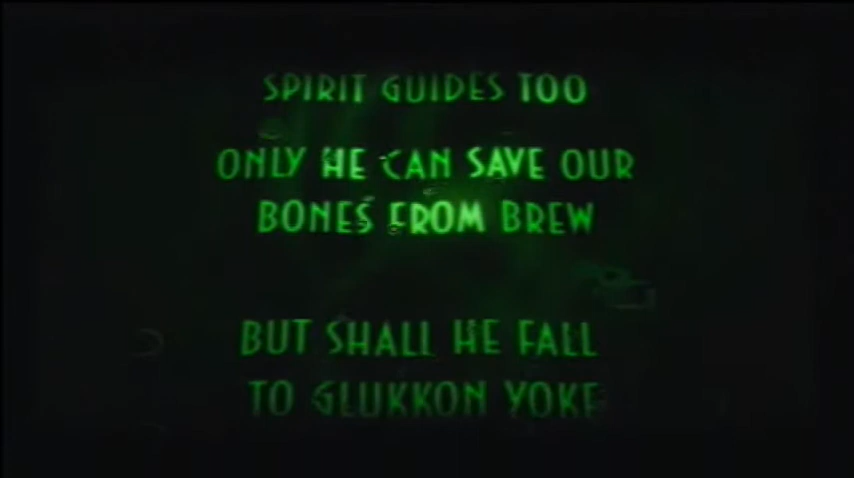 SPIRIT GUIDES TOO
ONLY HE CAN SAVE OUR
BONES FROM BREW
BUT SHALL HE FALL
TO GLUKKON YOKE